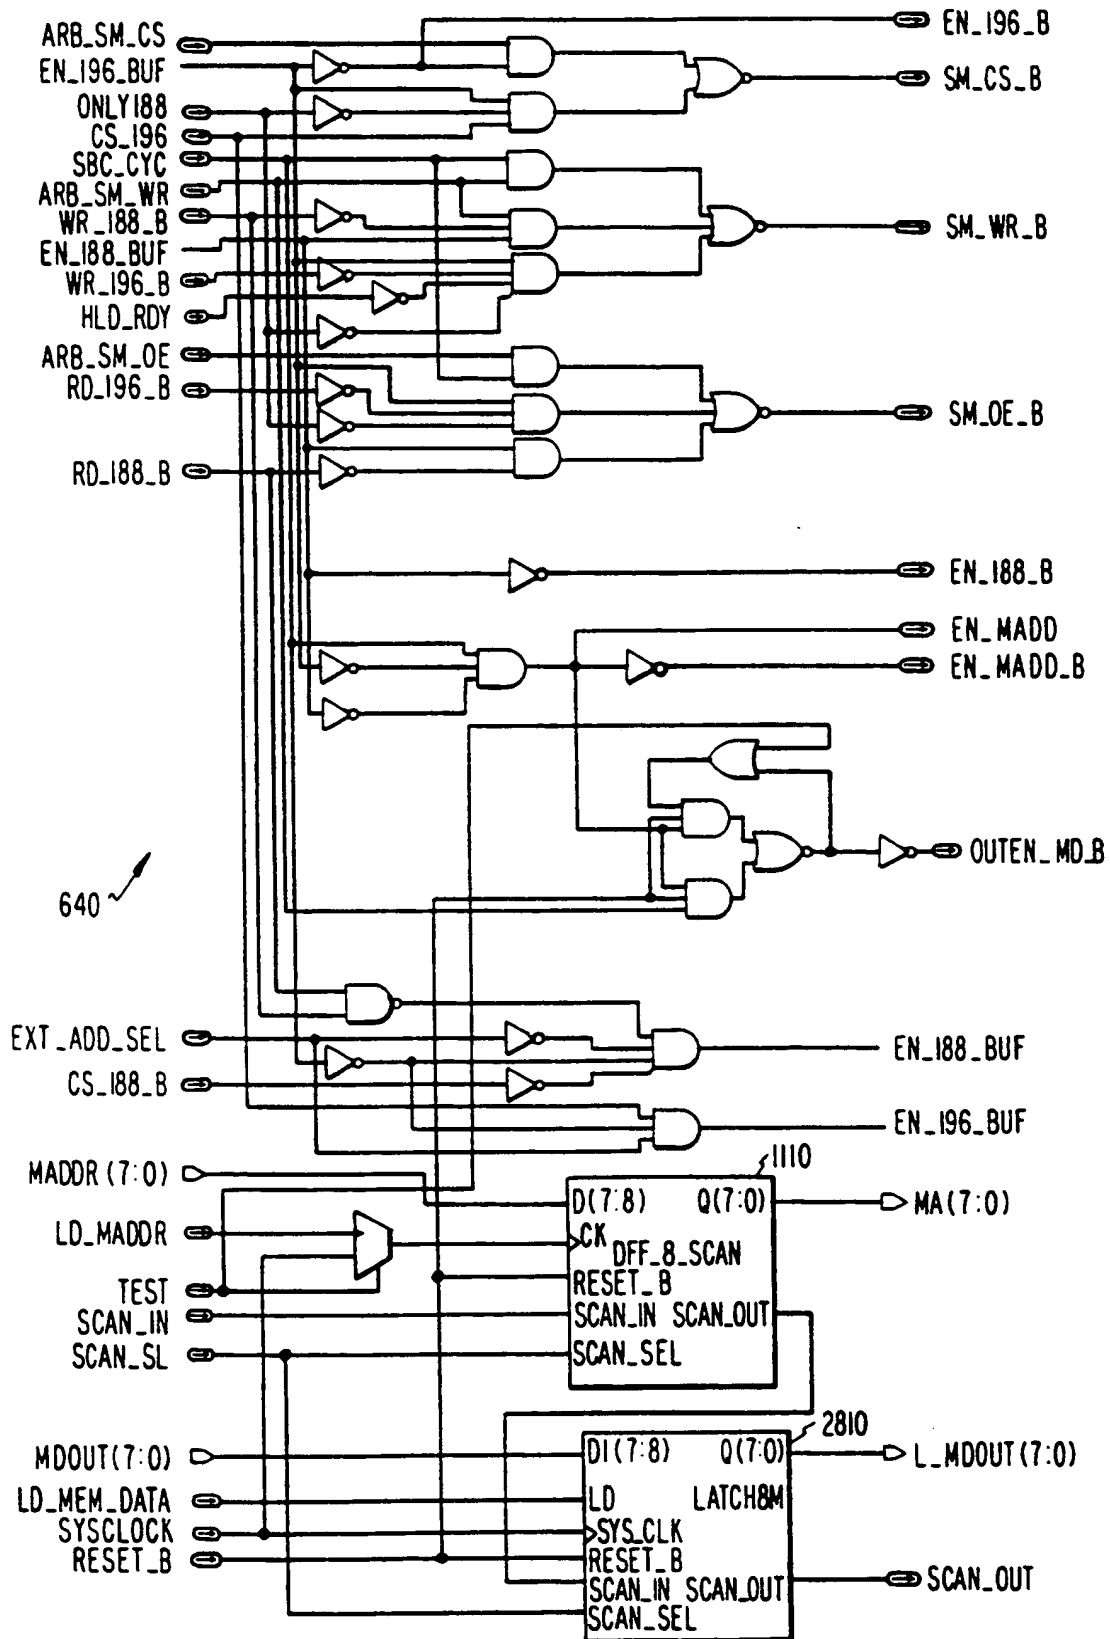 ARB_SM_CS
EN_196_BUF
ONLY188
CS_196
SBC_CYC
ARB_SM_WR
WR_188_B
EN_188_BUF
WR_196_B
HLD_RDY
ARB_SM_OE
RD_196_B
RD_188_B
EN_196_B
SM_CS_B
SM_WR_B
SM_OE_B
EN_188_B
EN_MADD
EN_MADD_B
OUTEN_MD_B
640
EXT_ADD_SEL
CS_188_B
EN_188_BUF
EN_196_BUF
MADDR(7:0)
LD_MADDR
TEST
SCAN_IN
SCAN_SL
1110
D(7:8) Q(7:0)
CK
DFF_8_SCAN
RESET_B
SCAN_IN SCAN_OUT
SCAN_SEL
MA(7:0)
MDOUT(7:0)
LD_MEM_DATA
SYSCLOCK
RESET_B
2810
DI(7:8) Q(7:0)
LD LATCH8M
SYS_CLK
RESET_B
SCAN_IN SCAN_OUT
SCAN_SEL
L_MDOUT(7:0)
SCAN_OUT